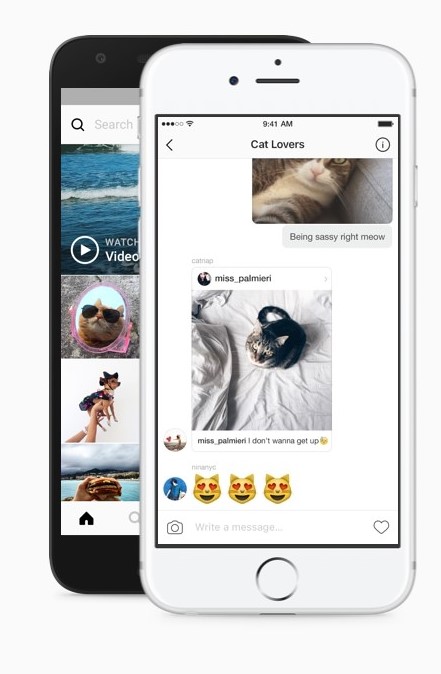 Search
WATCH
Video
9:41 AM
Cat Lovers
Being sassy right meow
catnap
miss_palmieri
miss_palmieri I don't wanna get up😪
ninanyc
😻 😻 😻
Write a message...